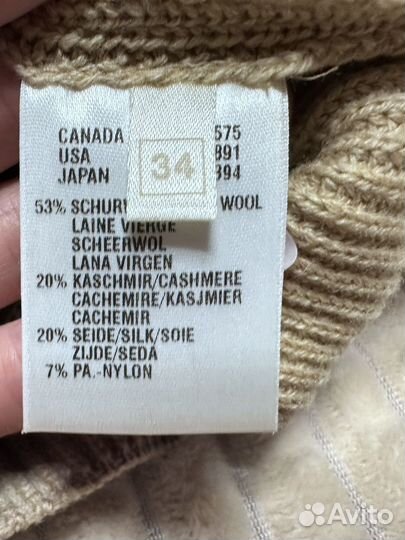 CANADA 575
USA 891
JAPAN 394
34
53% SCHURW WOOL
LAINE VIERGE
SCHEERWOL
LANA VIRGEN
20% KASCHMIR/CASHMERE
CACHEMIRE/KASJMIER
CACHEMIR
20% SEIDE/SILK/SOIE
ZIJDE/SEDA
7% PA.-NYLON
Avito